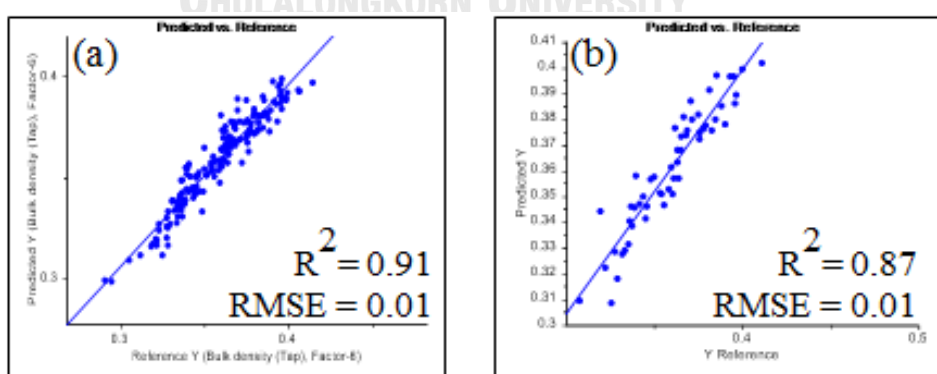 CHULALONGKORN UNIVERSITY
Predicted vs. Reference
(a)
0.4
0.3
Predicted Y (Bulk density (Tap), Factor-6)
R² = 0.91
RMSE = 0.01
0.3
0.4
Reference Y (Bulk density (Tap), Factor-6)
Predicted vs. Reference
(b)
0.41
0.4
0.39
0.38
0.37
0.36
0.35
0.34
0.33
0.32
0.31
0.3
Predicted Y
R² = 0.87
RMSE = 0.01
0.4
0.5
Y Reference